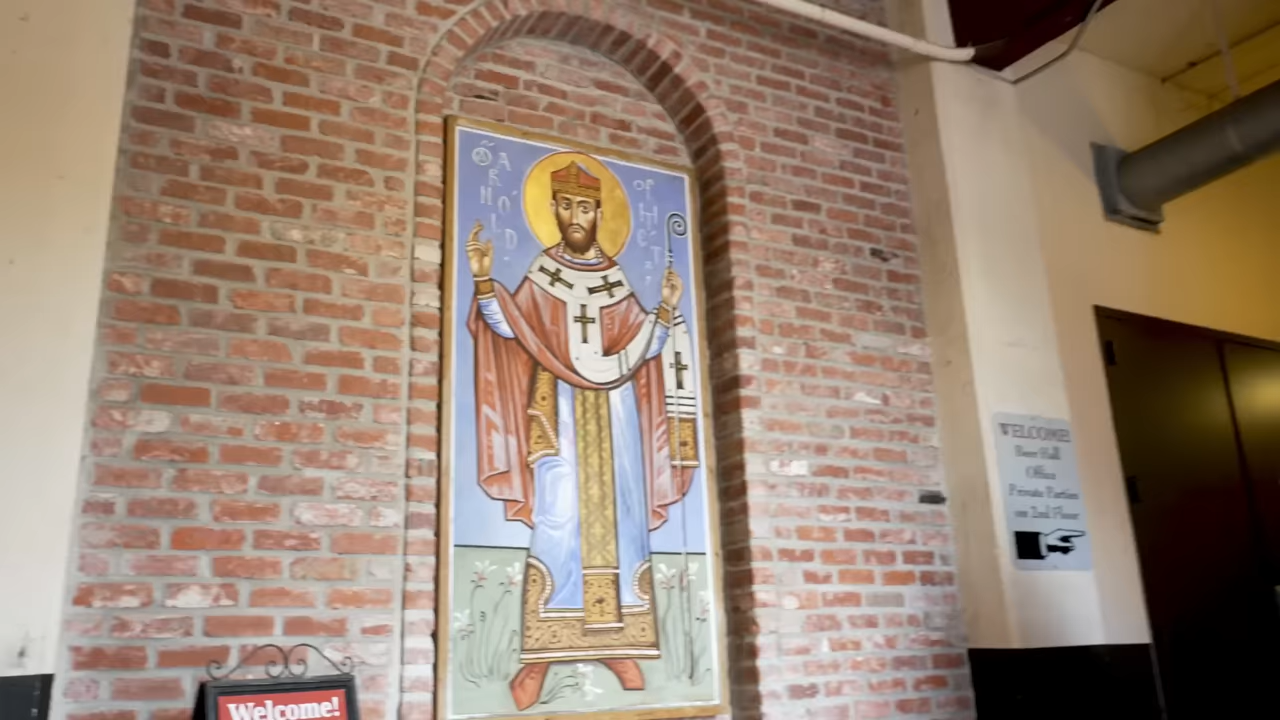 ARNOLD
OF METZ
WELCOME!
Beer Hall
Office
Private Parties
on 2nd Floor
Welcome!